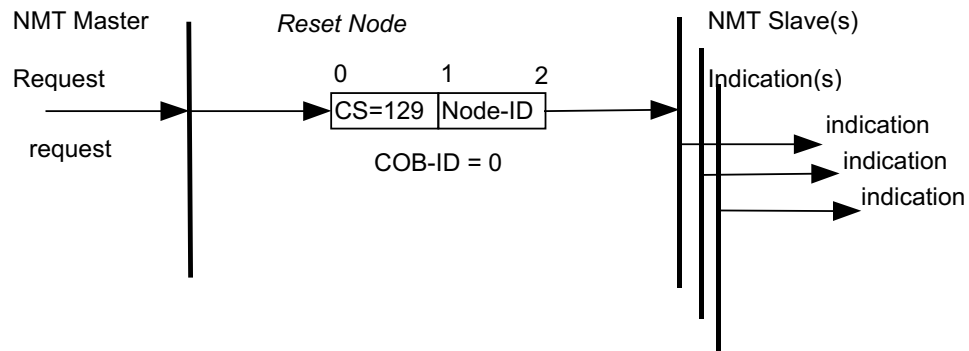 NMT Master
Reset Node
NMT Slave(s)
Request
0 1 2
Indication(s)
CS=129 Node-ID
request
COB-ID = 0
indication
indication
indication